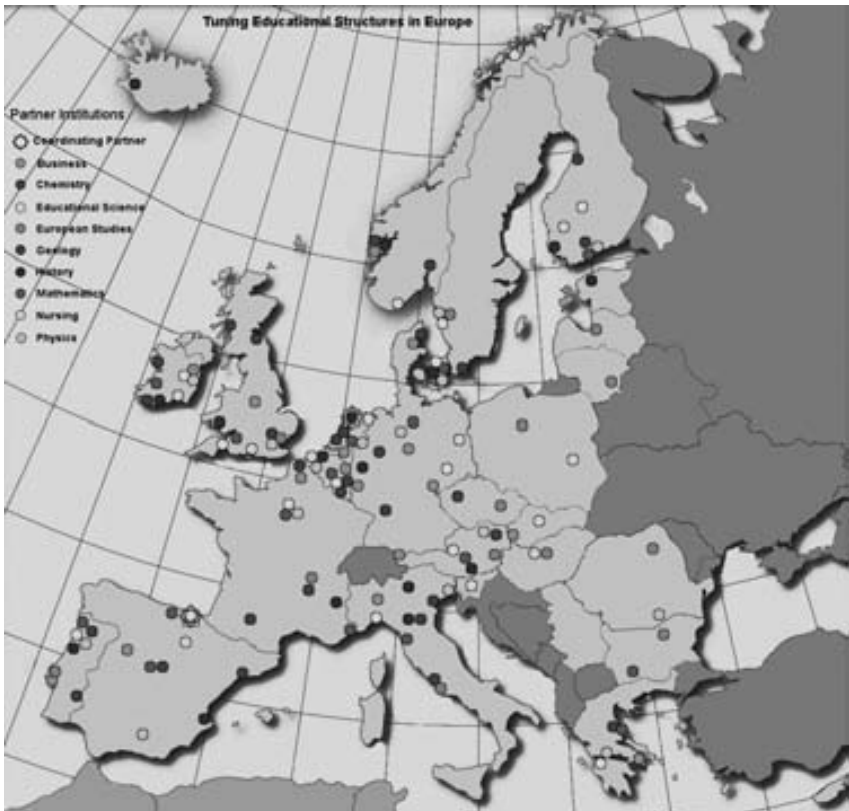 Tuning Educational Structures in Europe
Partner Institutions
Coordinating Partner
Business
Chemistry
Educational Science
European Studies
Geology
History
Mathematics
Nursing
Physics